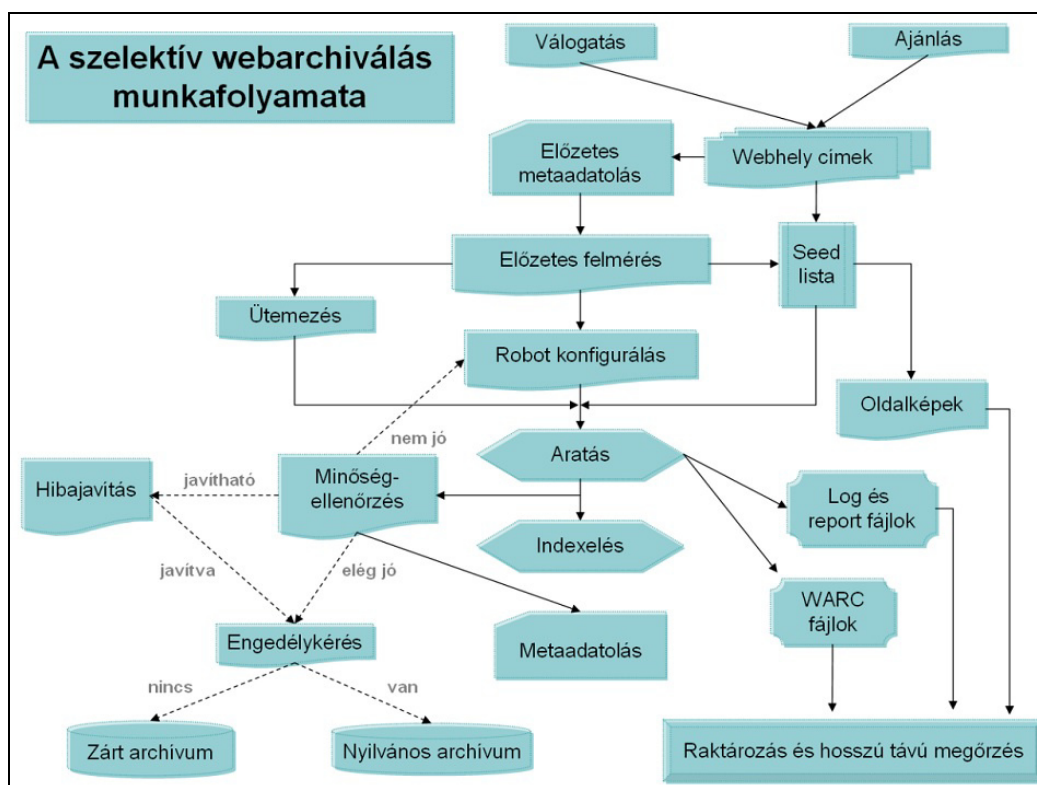 A szelektív webarchiválás
munkafolyamata
Válogatás
Ajánlás
Előzetes
metaadatolás
Webhely címek
Előzetes felmérés
Seed
lista
Ütemezés
Robot konfigurálás
Oldalképek
nem jó
Aratás
Hibajavítás
javítható
Minőség-
ellenőrzés
Log és
report fájlok
Indexelés
javítva
elég jó
WARC
fájlok
Engedélykérés
Metaadatolás
nincs
van
Zárt archívum
Nyilvános archívum
Raktározás és hosszú távú megőrzés